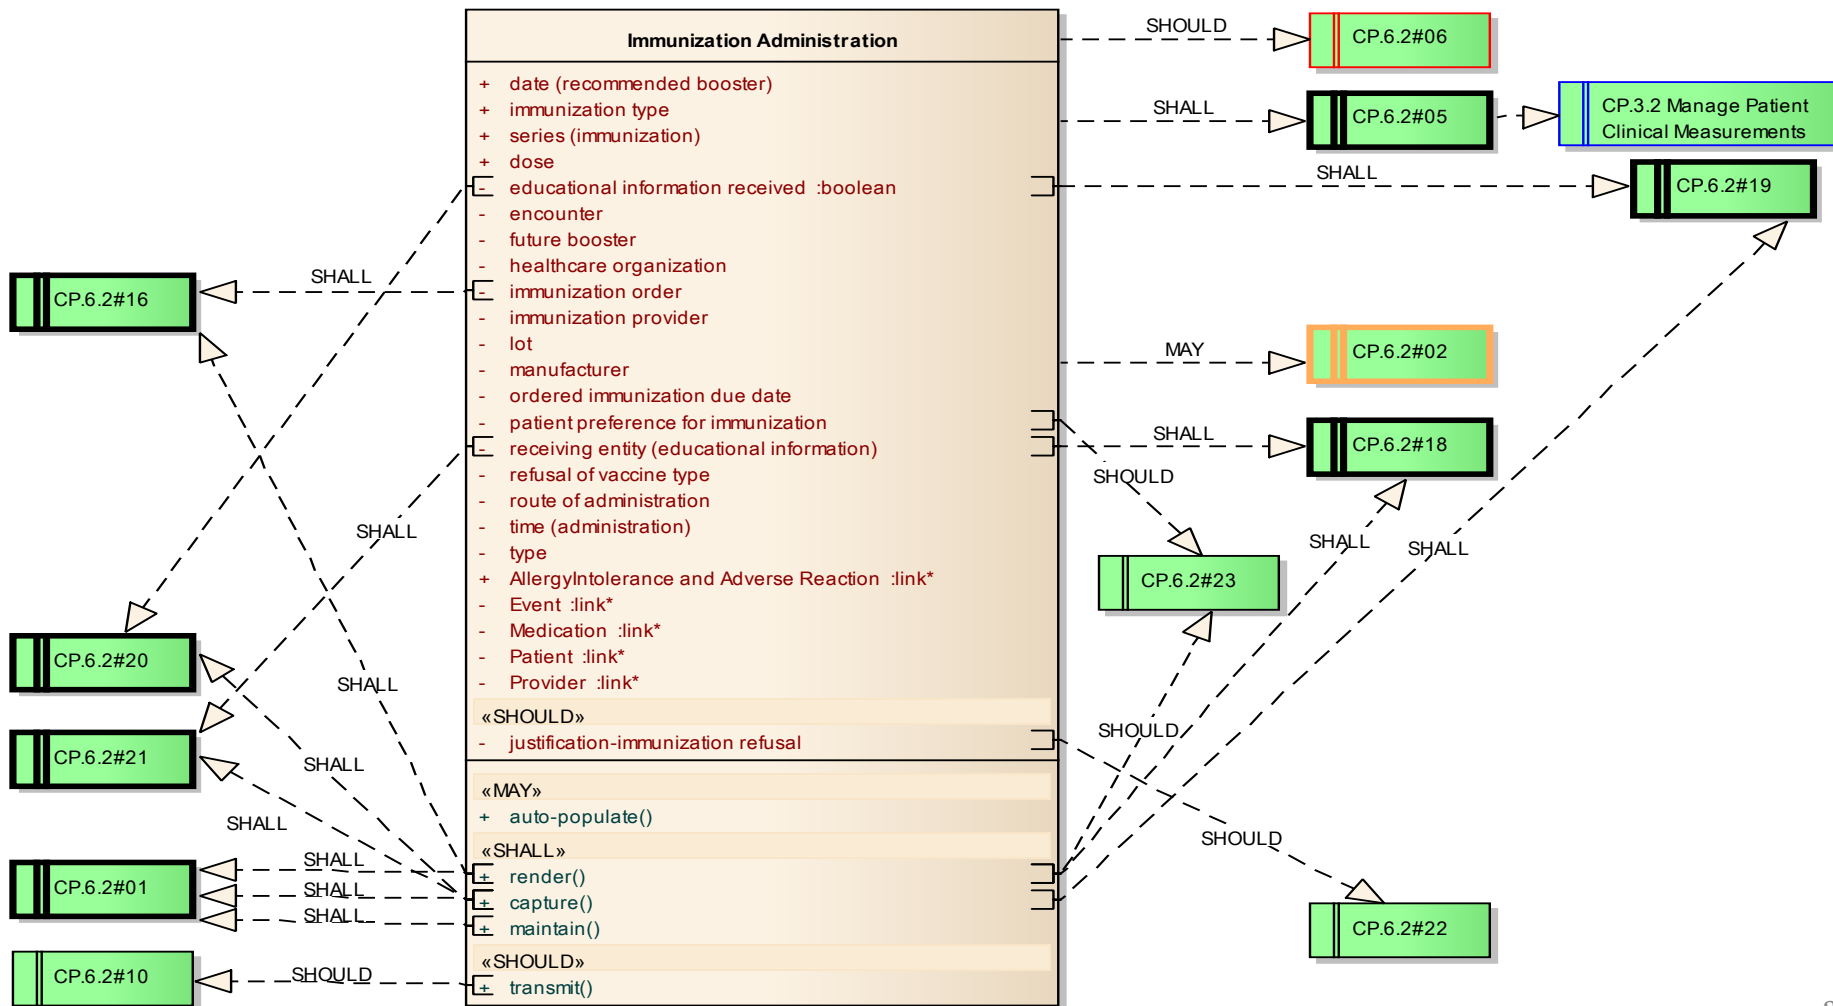 Immunization Administration
+ date (recommended booster)
+ immunization type
+ series (immunization)
+ dose
- educational information received :boolean
- encounter
- future booster
- healthcare organization
- immunization order
- immunization provider
- lot
- manufacturer
- ordered immunization due date
- patient preference for immunization
- receiving entity (educational information)
- refusal of vaccine type
- route of administration
- time (administration)
- type
+ AllergyIntolerance and Adverse Reaction :link*
- Event :link*
- Medication :link*
- Patient :link*
- Provider :link*
«SHOULD»
- justification-immunization refusal
«MAY»
+ auto-populate()
«SHALL»
+ render()
+ capture()
+ maintain()
«SHOULD»
+ transmit()
SHALL
CP.6.2#16
SHALL
SHALL
CP.6.2#20
CP.6.2#21
SHALL
SHALL
SHALL
CP.6.2#01
SHALL
SHALL
CP.6.2#10
SHOULD
SHOULD
CP.6.2#06
SHALL
CP.6.2#05
CP.3.2 Manage Patient
Clinical Measurements
SHALL
CP.6.2#19
MAY
CP.6.2#02
SHALL
CP.6.2#18
SHOULD
SHALL
SHALL
CP.6.2#23
SHOULD
SHOULD
CP.6.2#22